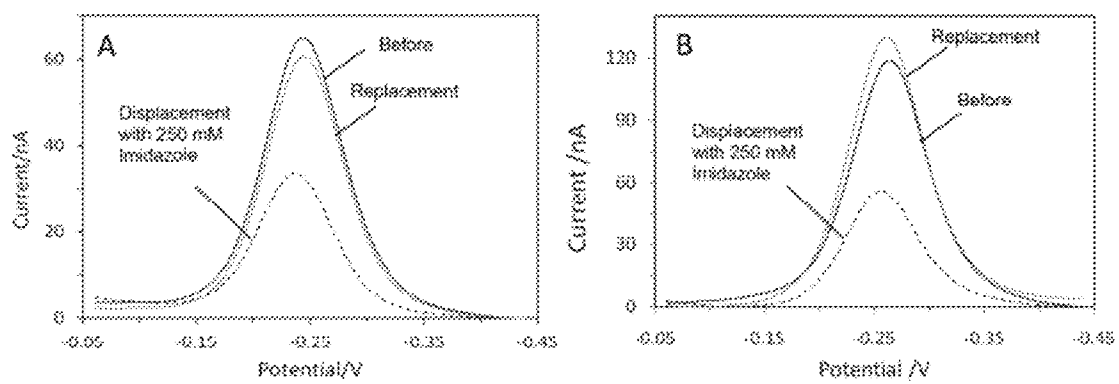 A
60
40
20
0
Current/nA
Before
Replacement
Displacement
with 250 mM
Imidazole
-0.05
-0.15
-0.25
-0.35
-0.45
Potential/V
B
120
90
60
30
0
Current /nA
Replacement
Before
Displacement
with 250 mM
Imidazole
-0.05
-0.15
-0.25
-0.35
-0.45
Potential /V